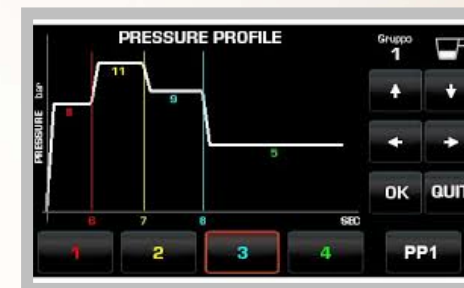 PRESSURE PROFILE
Gruppo
1
PRESSURE bar
8
11
9
5
6
7
8
SEC
OK
QUIT
1
2
3
4
PP1